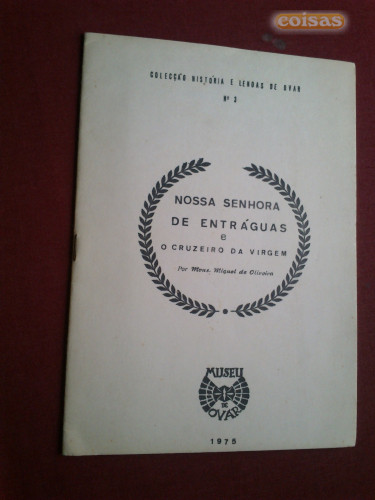 coisas
COLECÇÃO HISTÓRIA E LENDAS DE OVAR
Nº 3
NOSSA SENHORA
DE ENTRÁGUAS
e
O CRUZEIRO DA VIRGEM
Por Mons. Miguel de Oliveira
MUSEU
DE
OVAR
1975